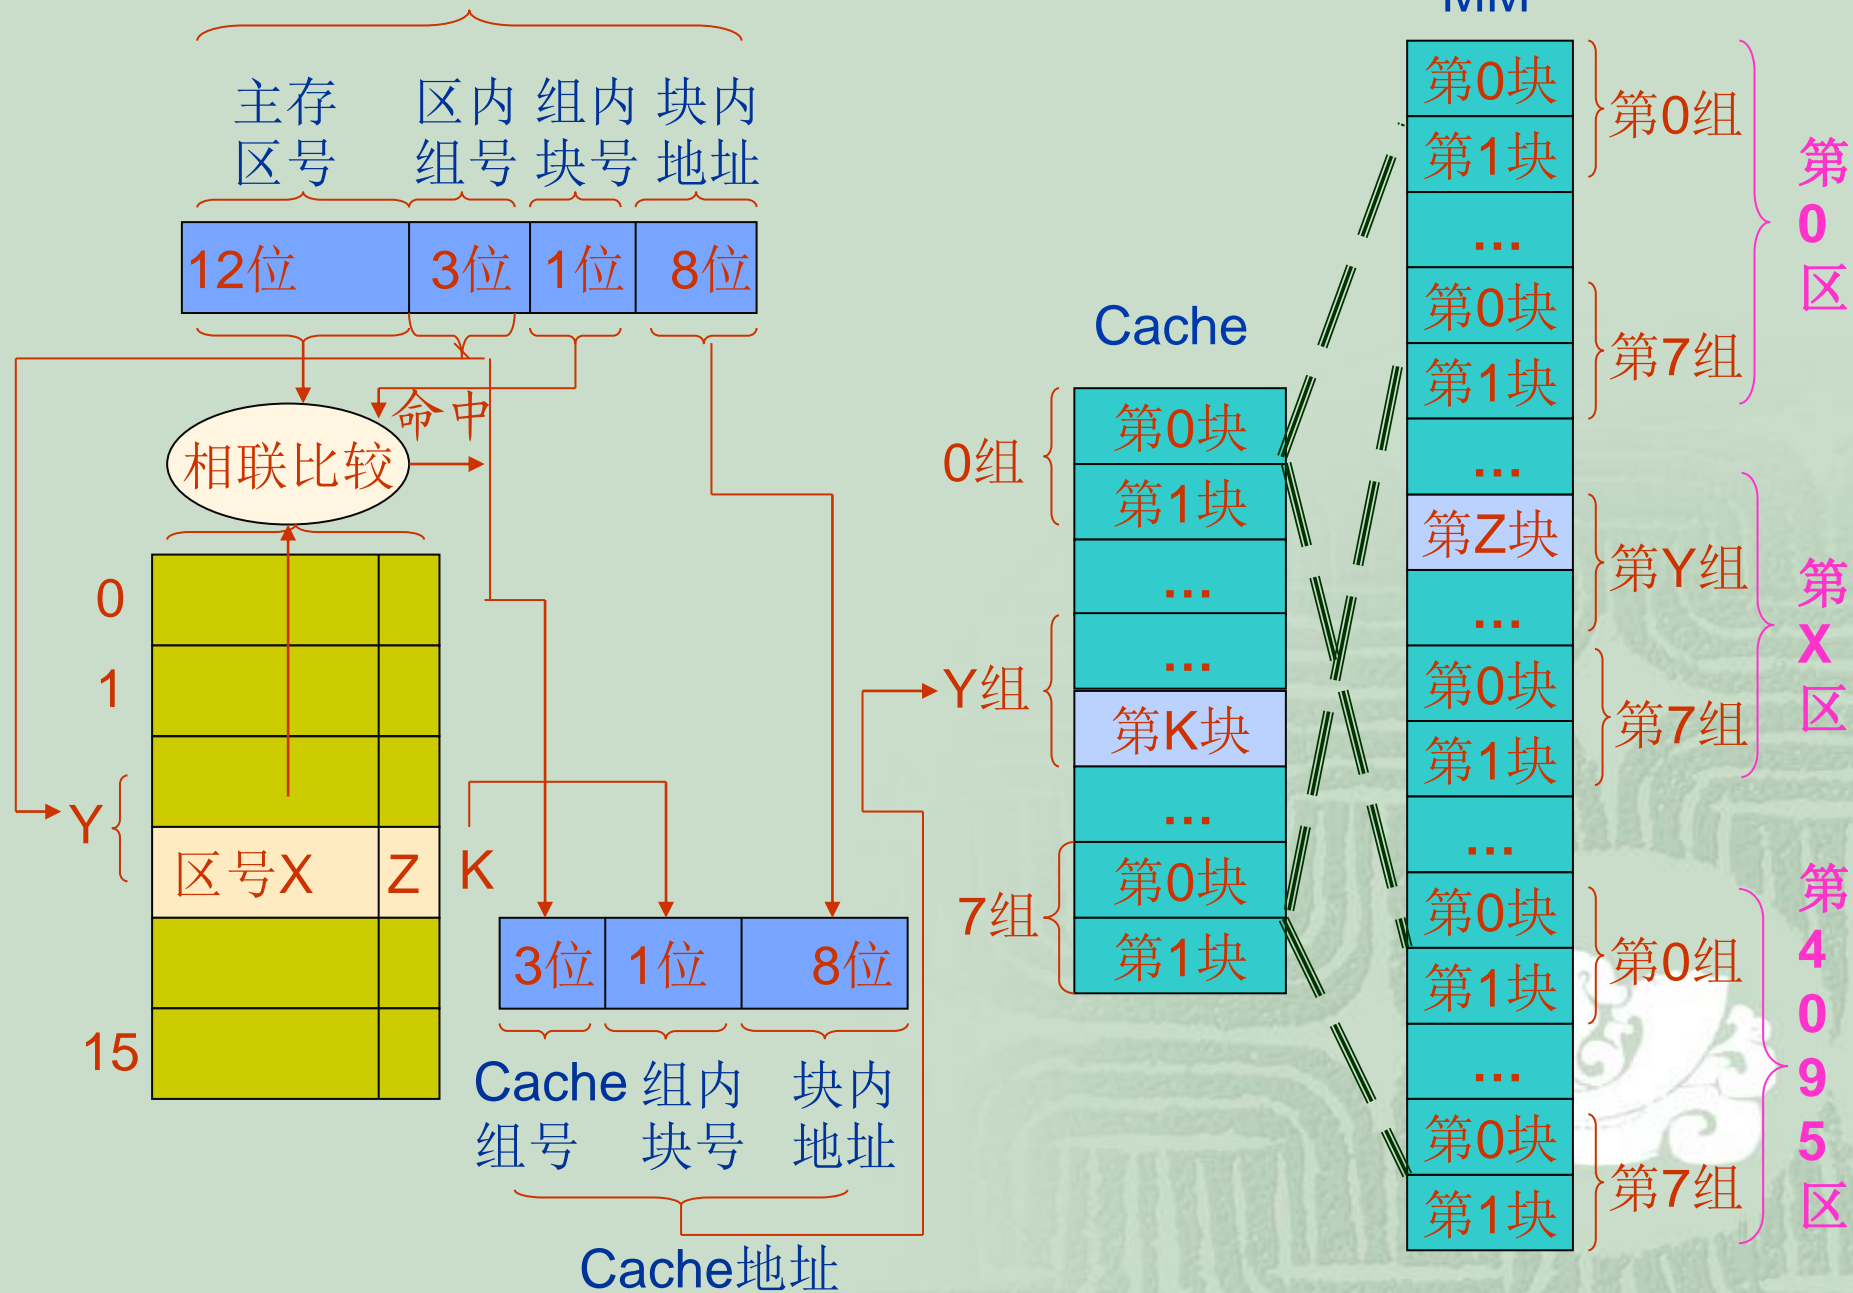 主存
区号
区内
组号
组内
块号
块内
地址
12位
3位
1位
8位
命中
相联比较
0
1
Y
区号X
Z
K
15
3位
1位
8位
Cache
组号
组内
块号
块内
地址
Cache地址
Cache
0组
第0块
第1块
...
Y组
...
第K块
...
7组
第0块
第1块
MM
第0块
第1块
第0组
...
第0块
第1块
第7组
第0区
...
第Z块
...
第Y组
第0块
第1块
第7组
第X区
...
第0块
第1块
第0组
...
第0块
第1块
第7组
第4095区